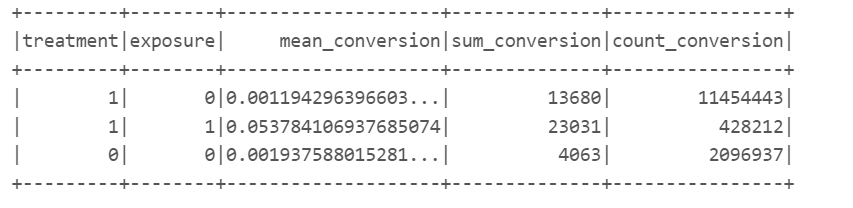 +---------+--------+--------------------+--------------+----------------+
|treatment|exposure|     mean_conversion|sum_conversion|count_conversion|
+---------+--------+--------------------+--------------+----------------+
|        1|       0|0.001194296396603...|         13680|        11454443|
|        1|       1|0.053784106937685074|         23031|          428212|
|        0|       0|0.001937588015281...|          4063|         2096937|
+---------+--------+--------------------+--------------+----------------+